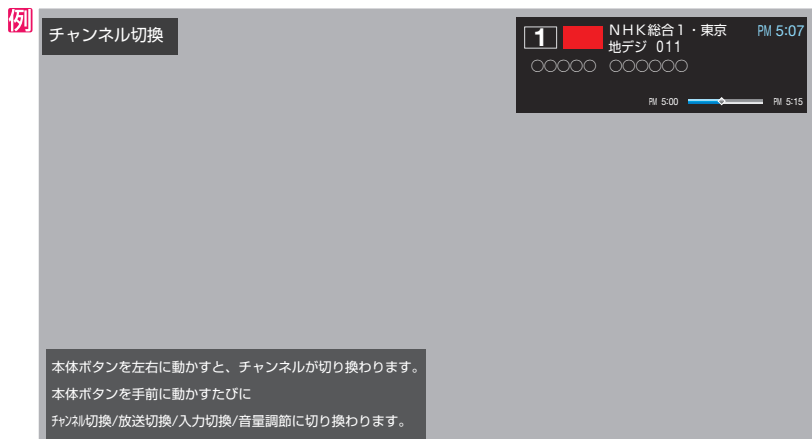 例
チャンネル切換
1
NHK総合1・東京
PM 5:07
地デジ 011
○○○○○ ○○○○○○
PM 5:00
PM 5:15
本体ボタンを左右に動かすと、チャンネルが切り換わります。
本体ボタンを手前に動かすたびに
ﾁｬﾝﾈﾙ切換/放送切換/入力切換/音量調節に切り換わります。